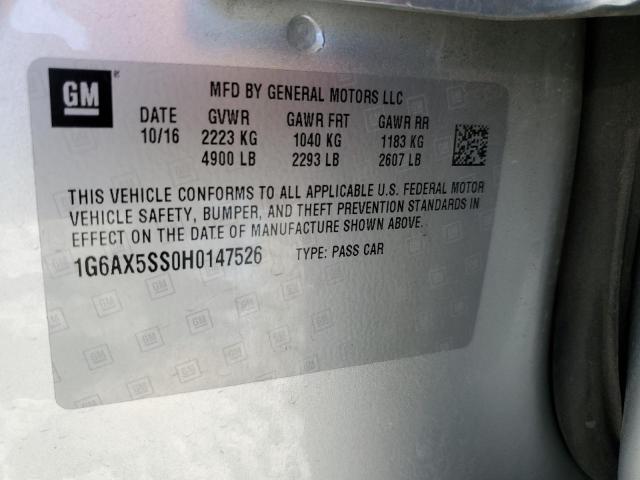 GM
MFD BY GENERAL MOTORS LLC
DATE GVWR GAWR FRT GAWR RR
10/16 2223 KG 1040 KG 1183 KG
4900 LB 2293 LB 2607 LB
THIS VEHICLE CONFORMS TO ALL APPLICABLE U.S. FEDERAL MOTOR
VEHICLE SAFETY, BUMPER, AND THEFT PREVENTION STANDARDS IN
EFFECT ON THE DATE OF MANUFACTURE SHOWN ABOVE.
1G6AX5SS0H0147526 TYPE: PASS CAR